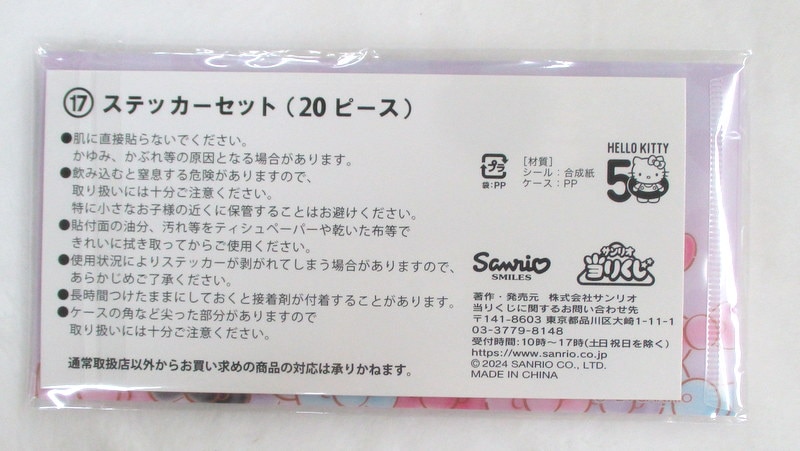 ⑰ ステッカーセット(20ピース)
●肌に直接貼らないでください。
かゆみ、かぶれ等の原因となる場合があります。
●飲み込むと窒息する危険がありますので、
取り扱いには十分ご注意ください。
特に小さなお子様の近くに保管することはお避けください。
●貼付面の油分、汚れ等をティシュペーパーや乾いた布等で
きれいに拭き取ってからご使用ください。
●使用状況によりステッカーが剥がれてしまう場合がありますので、
あらかじめご了承ください。
●長時間つけたままにしておくと接着剤が付着することがあります。
●ケースの角など尖った部分がありますので
取り扱いには十分ご注意ください。
通常取扱店以外からお買い求めの商品の対応は承りかねます。
プラ
袋:PP
[材質]
シール:合成紙
ケース:PP
HELLO KITTY
50
Sanrio
SMILES
サンリオ
当りくじ
著作・発売元 株式会社サンリオ
当りくじに関するお問い合わせ先
〒141-8603 東京都品川区大崎1-11-1
03-3779-8148
受付時間:10時〜17時(土日祝日を除く)
https://www.sanrio.co.jp
©2024 SANRIO CO., LTD.
MADE IN CHINA